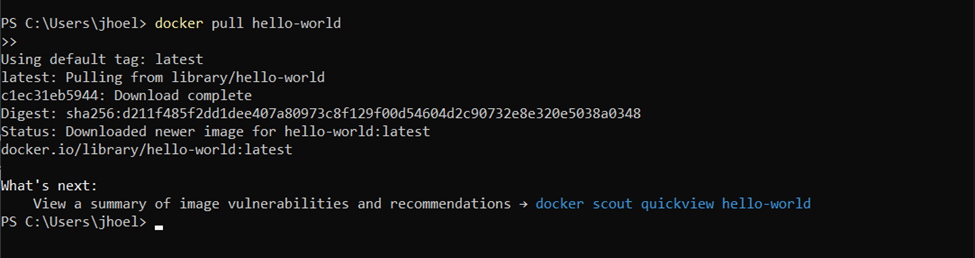 PS C:\Users\jhoel> docker pull hello-world
>>
Using default tag: latest
latest: Pulling from library/hello-world
c1ec31eb5944: Download complete
Digest: sha256:d211f485f2dd1dee407a80973c8f129f00d54604d2c90732e8e320e5038a0348
Status: Downloaded newer image for hello-world:latest
docker.io/library/hello-world:latest
What's next:
View a summary of image vulnerabilities and recommendations → docker scout quickview hello-world
PS C:\Users\jhoel>